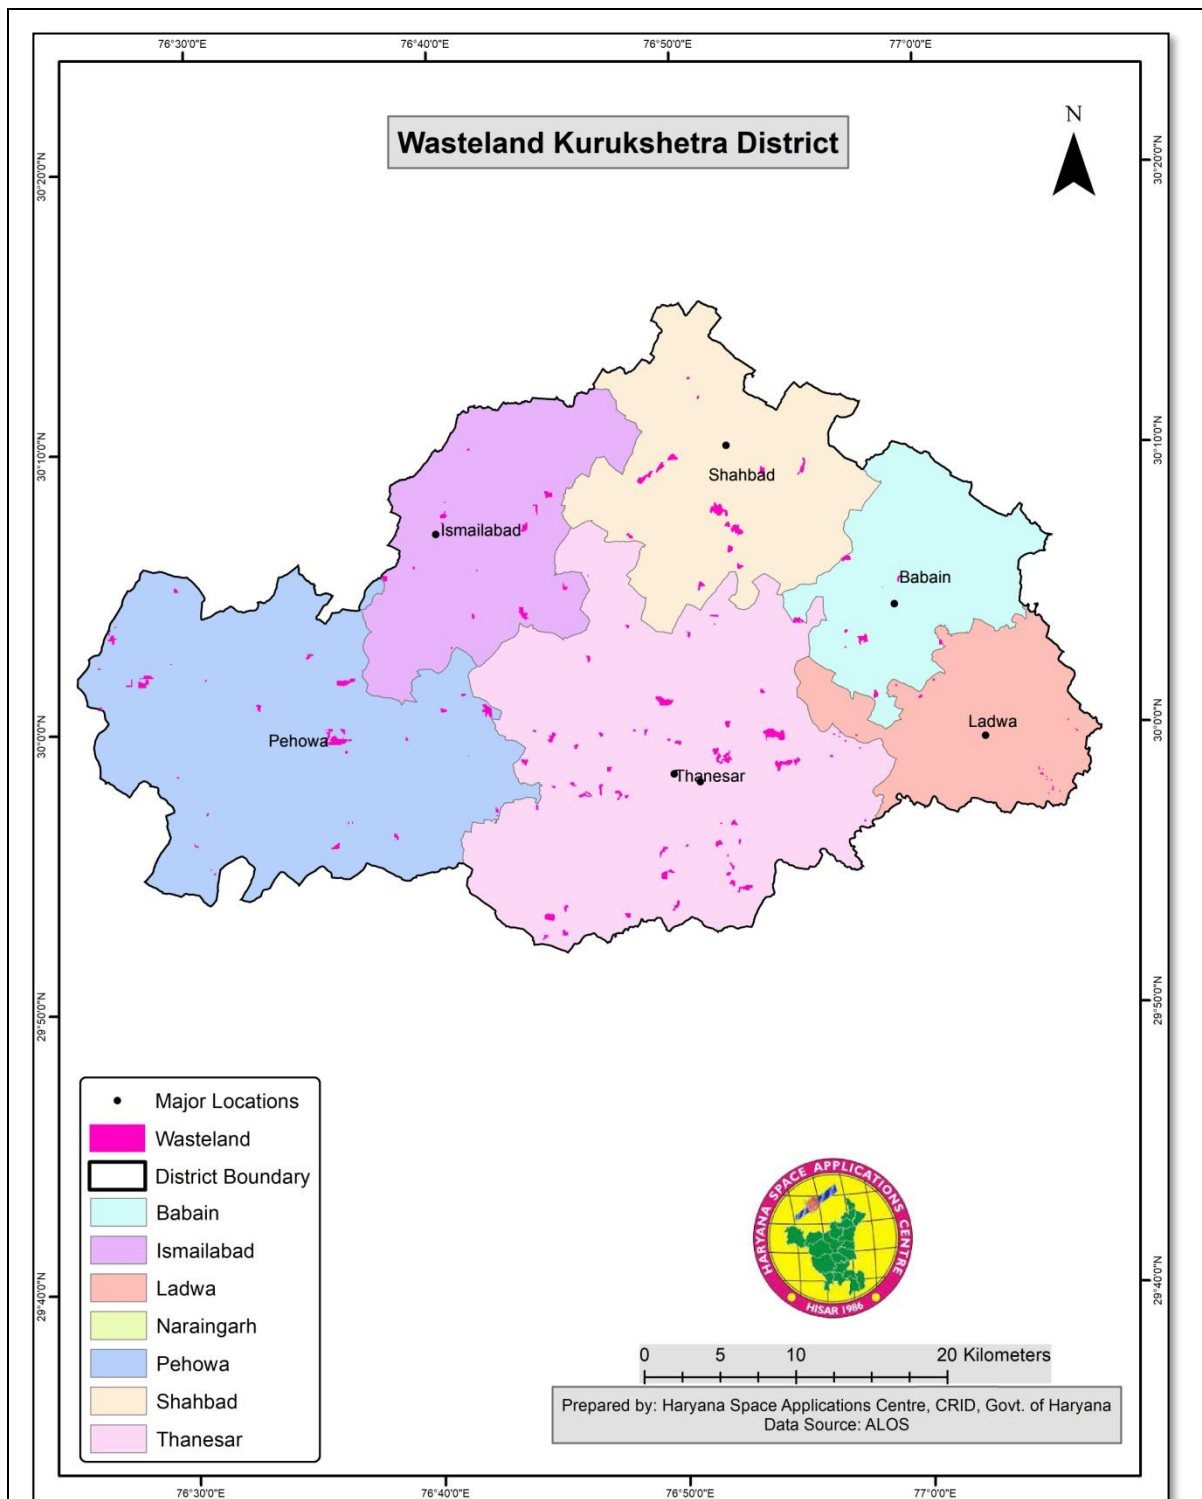 76°30'0"E 76°40'0"E 76°50'0"E 77°0'0"E
Wasteland Kurukshetra District
N
30°20'0"N 30°20'0"N
30°10'0"N 30°10'0"N
Shahbad
Ismailabad
Babain
Ladwa
30°0'0"N 30°0'0"N
Pehowa
Thanesar
29°50'0"N 29°50'0"N
Major Locations
Wasteland
District Boundary
Babain
Ismailabad
Ladwa
Naraingarh
Pehowa
Shahbad
Thanesar
HARYANA SPACE APPLICATIONS CENTRE
HISAR 1986
29°40'0"N 29°40'0"N
0 5 10 20 Kilometers
Prepared by: Haryana Space Applications Centre, CRID, Govt. of Haryana
Data Source: ALOS
76°30'0"E 76°40'0"E 76°50'0"E 77°0'0"E